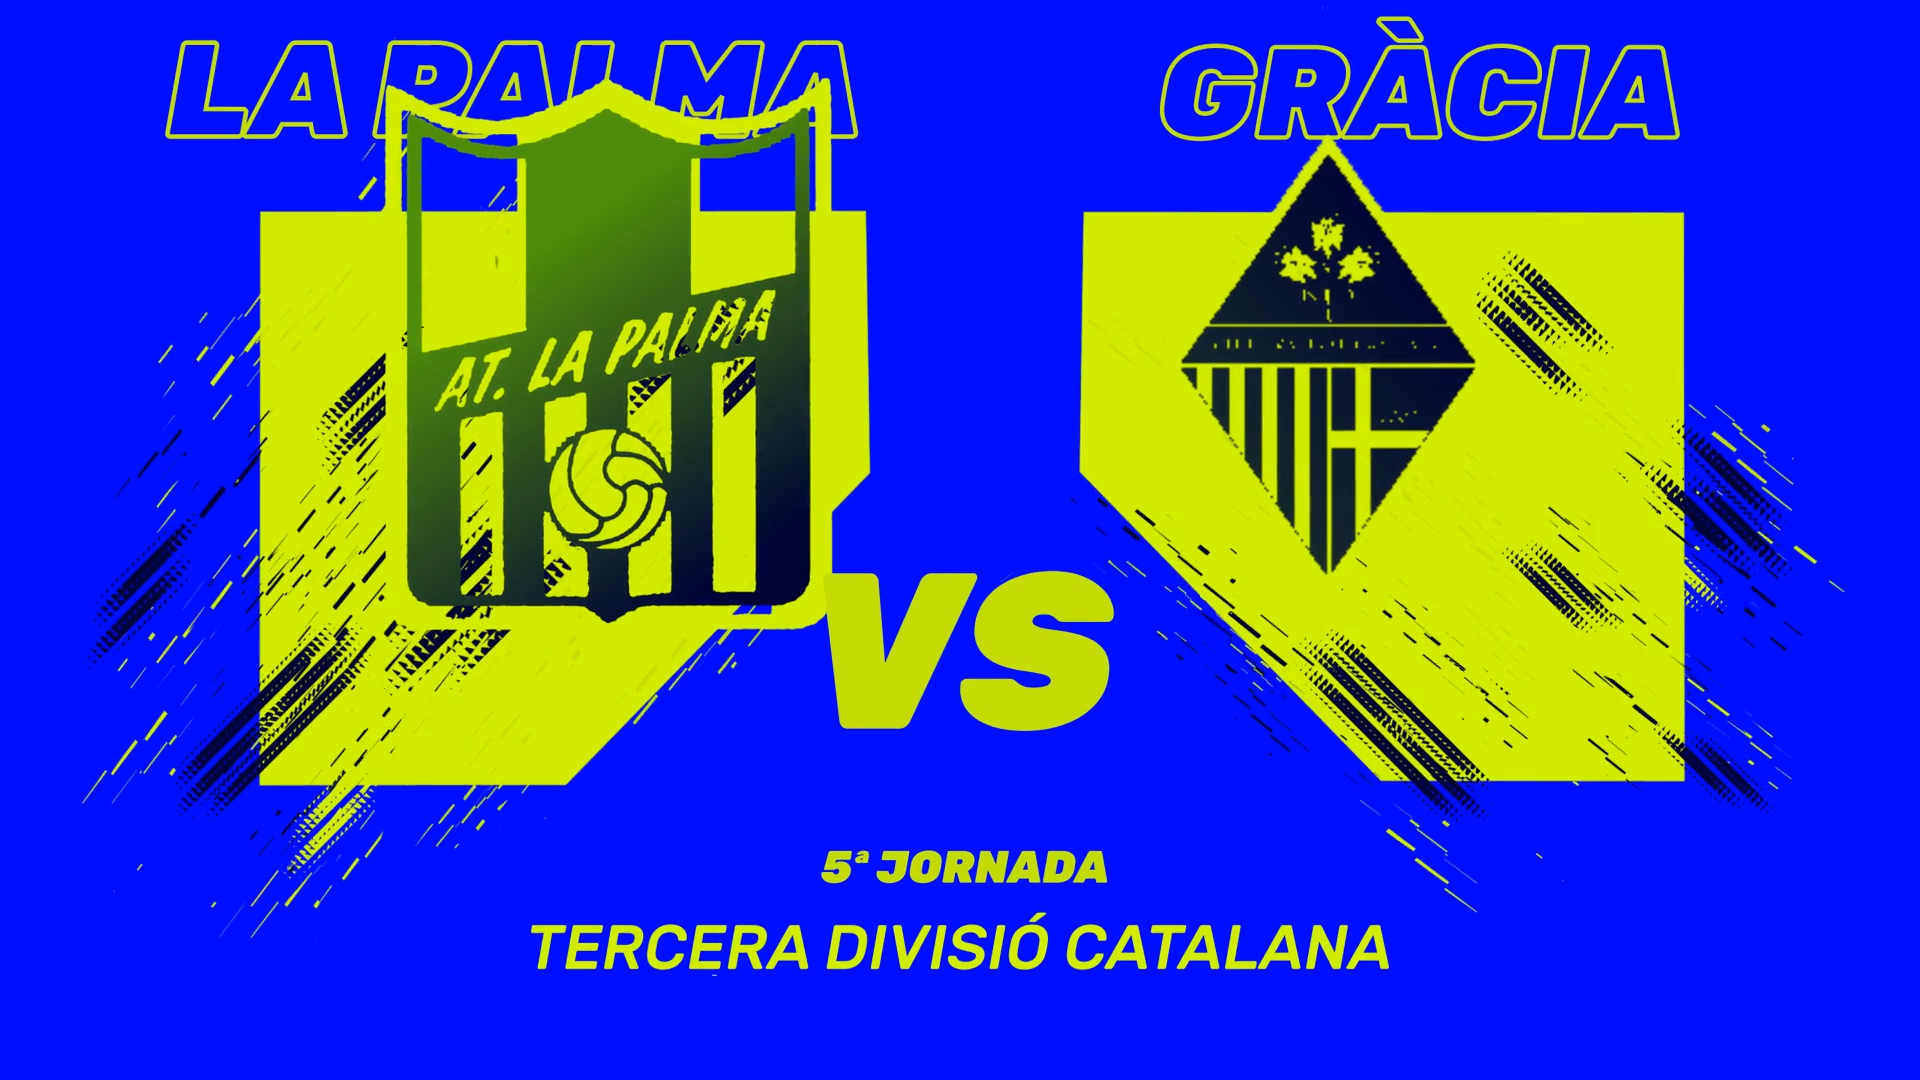 LA PALMA
GRÀCIA
AT. LA PALMA
VS
5ª JORNADA
TERCERA DIVISIÓ CATALANA